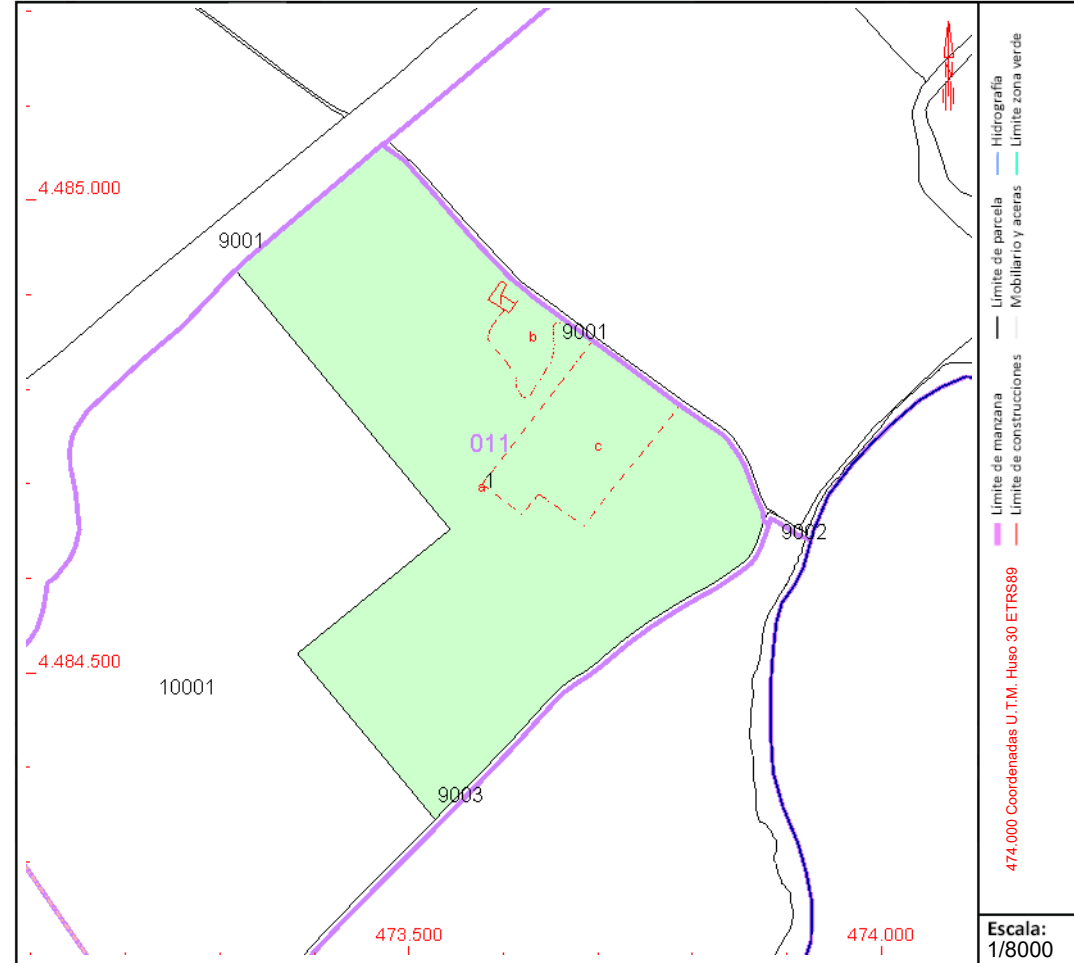 4.485.000
9001
b
9001
011
c
a
1
9002
4.484.500
10001
9003
473.500
474.000
Hidrografía
Límite zona verde
Límite de parcela
Mobiliario y aceras
Límite de manzana
Límite de construcciones
474.000 Coordenadas U.T.M. Huso 30 ETRS89
Escala:
1/8000